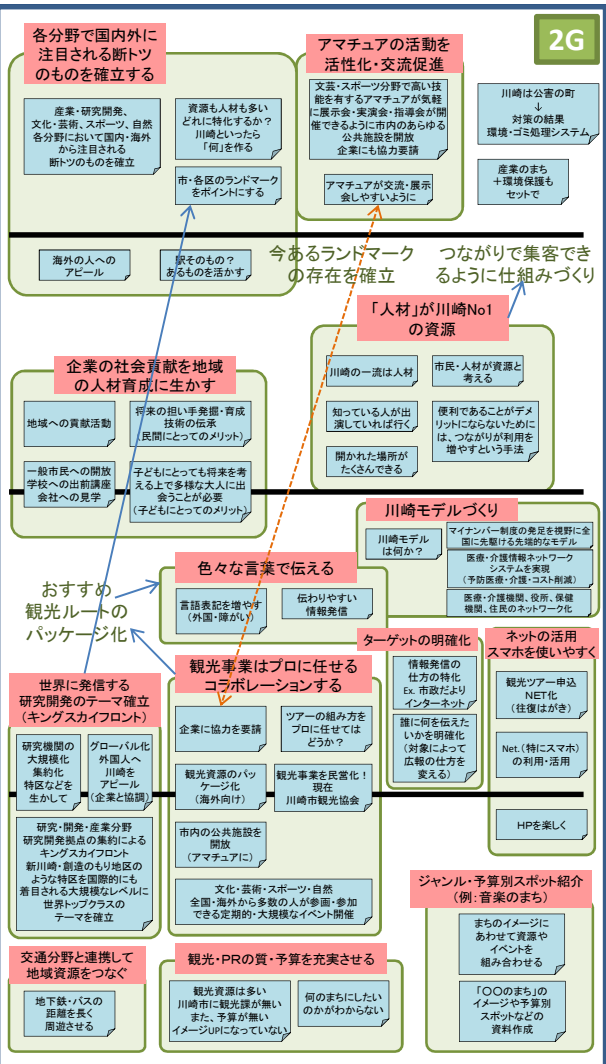 2G
各分野で国内外に
注目される断トツ
のものを確立する
産業・研究開発、
文化・芸術、スポーツ、自然
各分野において国内・海外
から注目される
断トツのものを確立
資源も人材も多い
どれに特化するか?
川崎といったら
「何」を作る
市・各区のランドマーク
をポイントにする
海外の人への
アピール
駅そのもの?
あるものを活かす
アマチュアの活動を
活性化・交流促進
文芸・スポーツ分野で高い技
能を有するアマチュアが気軽
に展示会・実演会・指導会が開
催できるように市内のあらゆる
公共施設を開放
企業にも協力要請
アマチュアが交流・展示
会しやすいように
川崎は公害の町
↓
対策の結果
環境・ゴミ処理システム
産業のまち
+環境保護も
セットで
今あるランドマーク
の存在を確立
つながりで集客でき
るように仕組みづくり
「人材」が川崎No1
の資源
川崎の一流は人材
市民・人材が資源と
考える
知っている人が出
演していれば行く
便利であることがデメ
リットにならないために
は、つながりが利用を
増やすという手法
開かれた場所が
たくさんできる
企業の社会貢献を地域
の人材育成に生かす
地域への貢献活動
将来の担い手発掘・育成
技術の伝承
(民間にとってのメリット)
一般市民への開放
学校への出前講座
会社への見学
子どもにとっても将来を考
える上で多様な大人に出
会うことが必要
(子どもにとってのメリット)
川崎モデルづくり
川崎モデル
は何か?
マイナンバー制度の発足を視野に全
国に先駆ける先端的なモデル
医療・介護情報ネットワーク
システムを実現
(予防医療・介護・コスト削減)
医療・介護機関、役所、保健
機関、住民のネットワーク化
色々な言葉で伝える
言語表記を増やす
(外国・障がい)
伝わりやすい
情報発信
おすすめ
観光ルートの
パッケージ化
ターゲットの明確化
情報発信の
仕方の特化
Ex. 市政だより
インターネット
誰に何を伝えた
いかを明確化
(対象によって
広報の仕方を
変える)
ネットの活用
スマホを使いやすく
観光ツアー申込
NET化
(往復はがき)
Net.(特にスマホ)
の利用・活用
HPを楽しく
世界に発信する
研究開発のテーマ確立
(キングスカイフロント)
研究機関の
大規模化
集約化
特区などを
生かして
グローバル化
外国人へ
川崎を
アピール
(企業と協調)
研究・開発・産業分野
研究開発拠点の集約による
キングスカイフロント
新川崎・創造のもり地区の
ような特区を国際的にも
着目される大規模なレベルに
世界トップクラスの
テーマを確立
観光事業はプロに任せる
コラボレーションする
企業に協力を要請
ツアーの組み方を
プロに任せては
どうか?
観光資源のパッ
ケージ化
(海外向け)
観光事業を民営化!
現在
川崎市観光協会
市内の公共施設を
開放
(アマチュアに)
文化・芸術・スポーツ・自然
全国・海外から多数の人が参画・参加
できる定期的・大規模なイベント開催
ジャンル・予算別スポット紹介
(例:音楽のまち)
まちのイメージに
あわせて資源や
イベントを
組み合わせる
「〇〇のまち」の
イメージや予算別
スポットなどの
資料作成
交通分野と連携して
地域資源をつなぐ
地下鉄・バスの
距離を長く
周遊させる
観光・PRの質・予算を充実させる
観光資源は多い
川崎市に観光課が無い
また、予算が無い
イメージUPになっていない
何のまちにしたい
のかがわからない